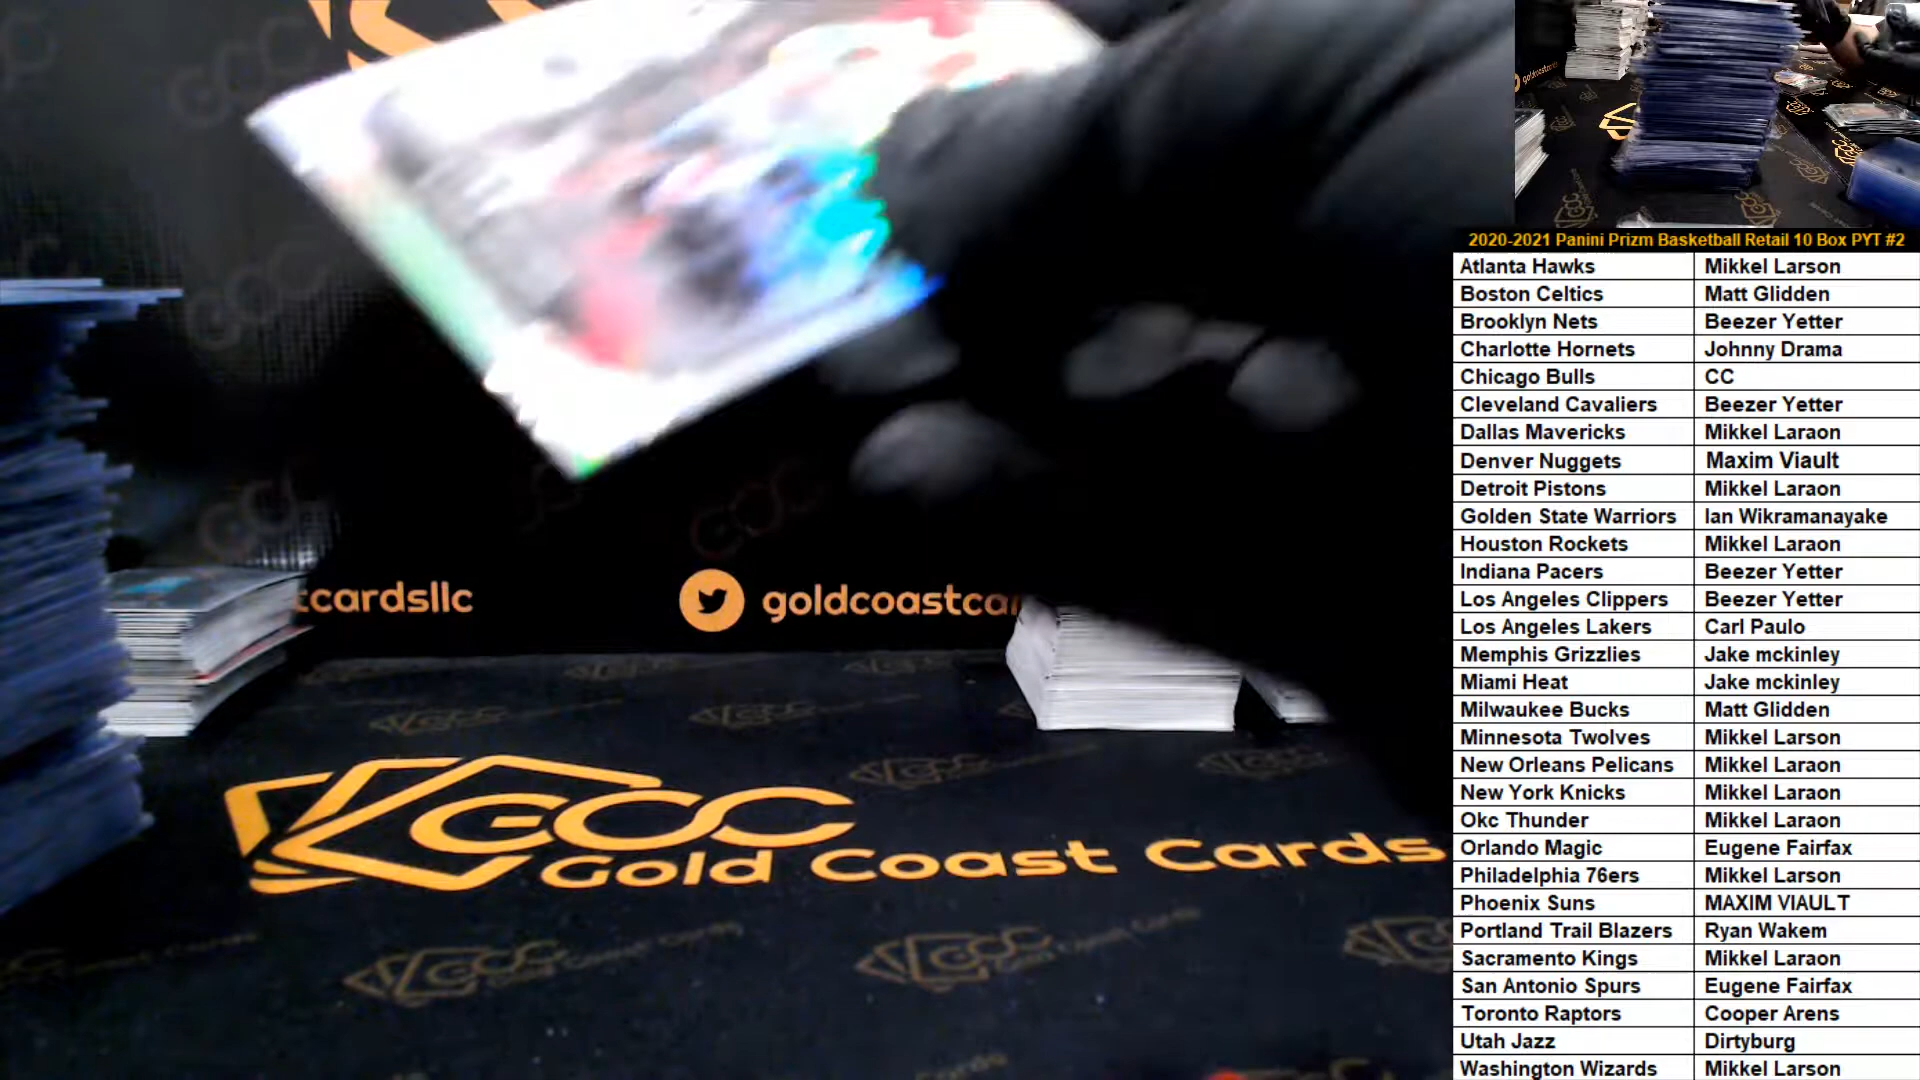 tcardsllc
goldcoastca
GCC
Gold Coast Cards
2020-2021 Panini Prizm Basketball Retail 10 Box PYT #2
Atlanta Hawks Mikkel Larson
Boston Celtics Matt Glidden
Brooklyn Nets Beezer Yetter
Charlotte Hornets Johnny Drama
Chicago Bulls CC
Cleveland Cavaliers Beezer Yetter
Dallas Mavericks Mikkel Laraon
Denver Nuggets Maxim Viault
Detroit Pistons Mikkel Laraon
Golden State Warriors Ian Wikramanayake
Houston Rockets Mikkel Laraon
Indiana Pacers Beezer Yetter
Los Angeles Clippers Beezer Yetter
Los Angeles Lakers Carl Paulo
Memphis Grizzlies Jake mckinley
Miami Heat Jake mckinley
Milwaukee Bucks Matt Glidden
Minnesota Twolves Mikkel Larson
New Orleans Pelicans Mikkel Laraon
New York Knicks Mikkel Laraon
Okc Thunder Mikkel Laraon
Orlando Magic Eugene Fairfax
Philadelphia 76ers Mikkel Larson
Phoenix Suns MAXIM VIAULT
Portland Trail Blazers Ryan Wakem
Sacramento Kings Mikkel Laraon
San Antonio Spurs Eugene Fairfax
Toronto Raptors Cooper Arens
Utah Jazz Dirtyburg
Washington Wizards Mikkel Larson